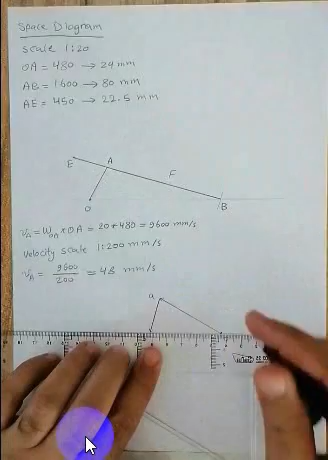 Space Diagram
scale 1:20
OA = 480 → 24 mm
AB = 1600 → 80 mm
AE = 450 → 22.5 mm
E A
F
O B
VA = WOA × OA = 20 * 480 = 9600 mm/s
Velocity scale 1:200 mm/s
VA = 9600 / 200 = 48 mm/s
a